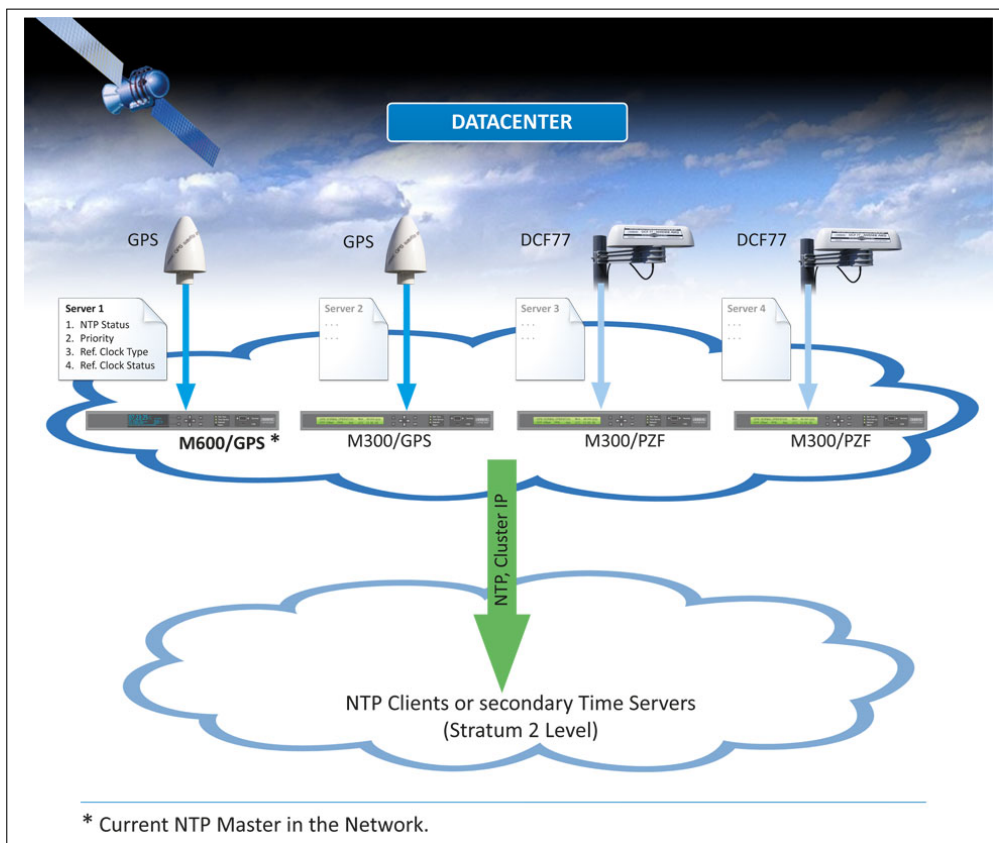 DATACENTER
GPS
GPS
DCF77
DCF77
Server 1
1. NTP Status
2. Priority
3. Ref. Clock Type
4. Ref. Clock Status
Server 2
. . .
. . .
Server 3
. . .
. . .
Server 4
. . .
. . .
M600/GPS *
M300/GPS
M300/PZF
M300/PZF
NTP, Cluster IP
NTP Clients or secondary Time Servers
(Stratum 2 Level)
* Current NTP Master in the Network.